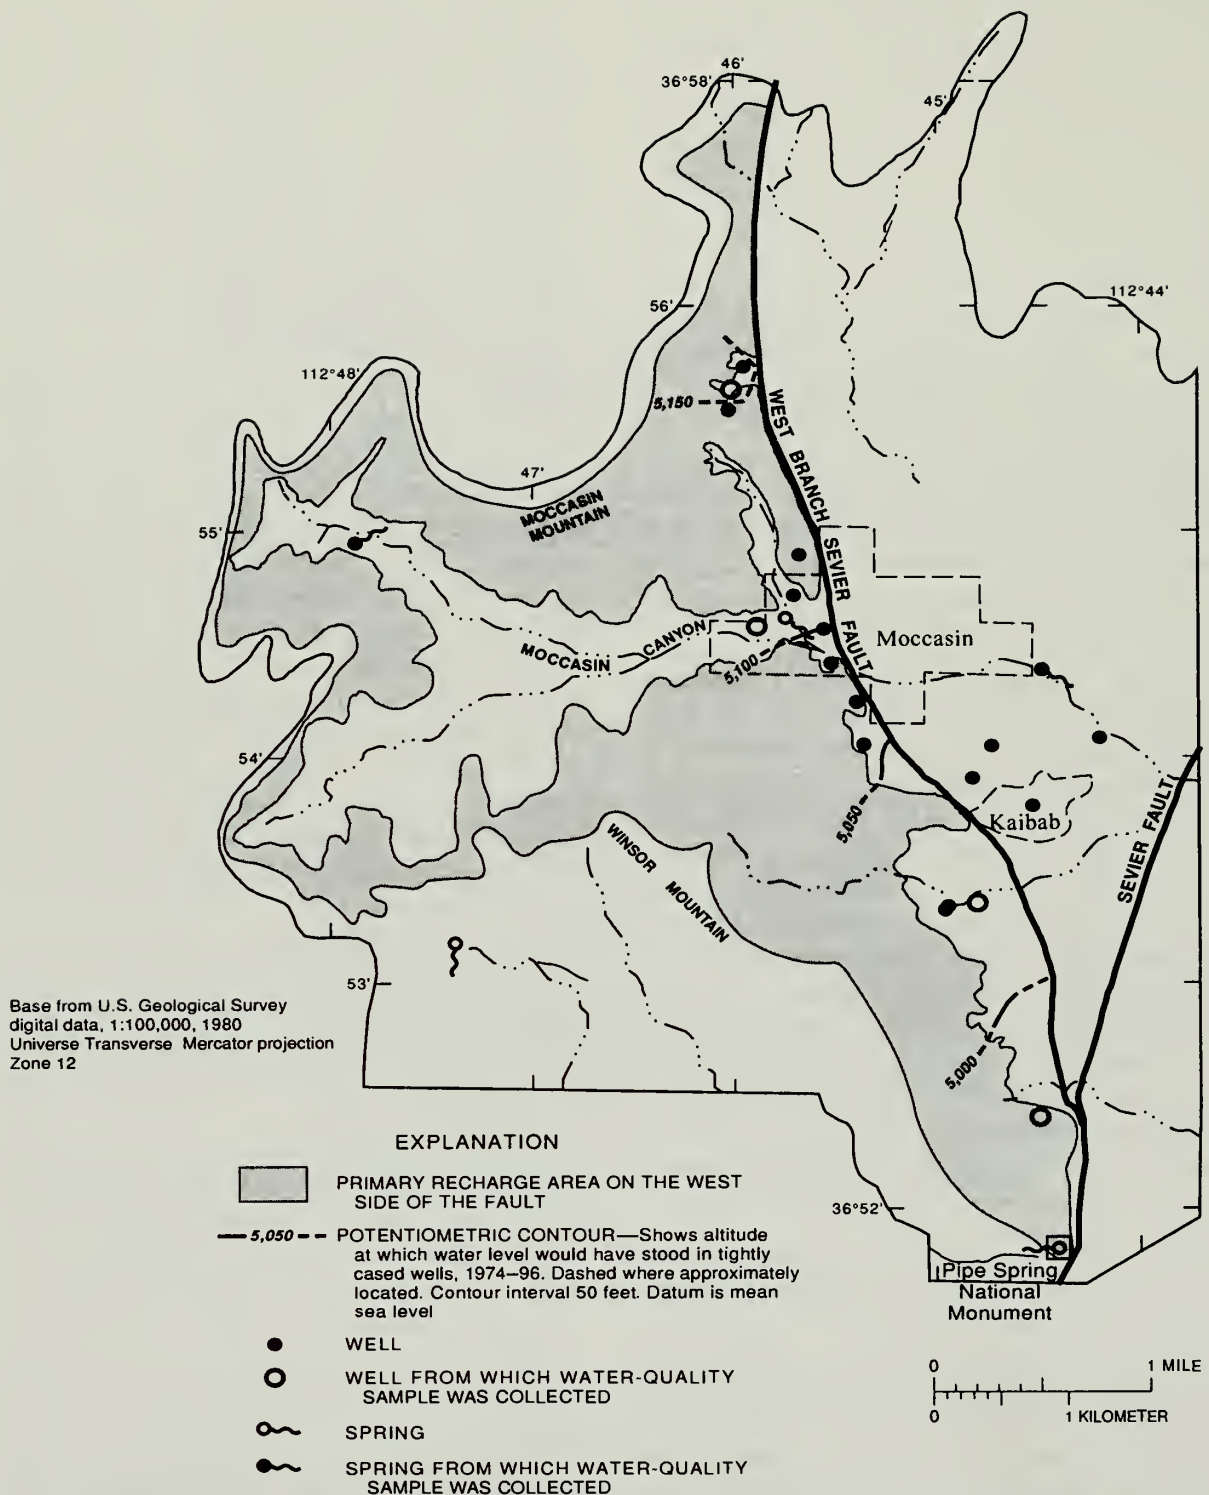 46'
36°58'
45'
56'
112°44'
112°48'
5,150
WEST BRANCH SEVIER FAULT
47'
MOCCASIN
MOUNTAIN
55'
MOCCASIN CANYON
Moccasin
5,100
54'
5,050
Kaibab
SEVIER FAULT
WINSOR MOUNTAIN
53'
5,000
Base from U.S. Geological Survey
digital data, 1:100,000, 1980
Universe Transverse Mercator projection
Zone 12
36°52'
Pipe Spring
National
Monument
EXPLANATION
PRIMARY RECHARGE AREA ON THE WEST
SIDE OF THE FAULT
5,050 POTENTIOMETRIC CONTOUR—Shows altitude
at which water level would have stood in tightly
cased wells, 1974–96. Dashed where approximately
located. Contour interval 50 feet. Datum is mean
sea level
WELL
WELL FROM WHICH WATER-QUALITY
SAMPLE WAS COLLECTED
SPRING
SPRING FROM WHICH WATER-QUALITY
SAMPLE WAS COLLECTED
0 1 MILE
0 1 KILOMETER